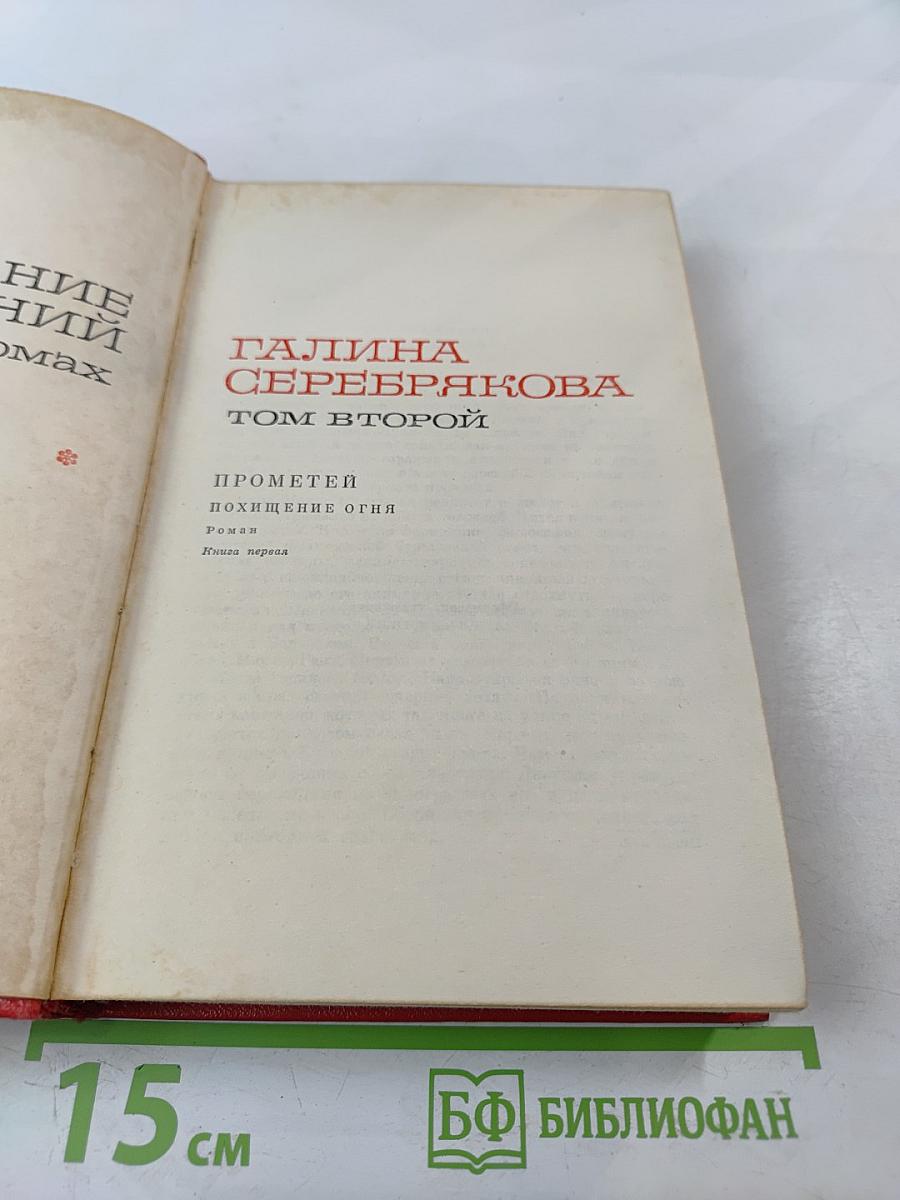 НИЕ
НИЙ
омах
ГАЛИНА
СЕРЕБРЯКОВА
ТОМ ВТОРОЙ
ПРОМЕТЕЙ
ПОХИЩЕНИЕ ОГНЯ
Роман
Книга первая
15 см
БФ БИБЛИОФАН